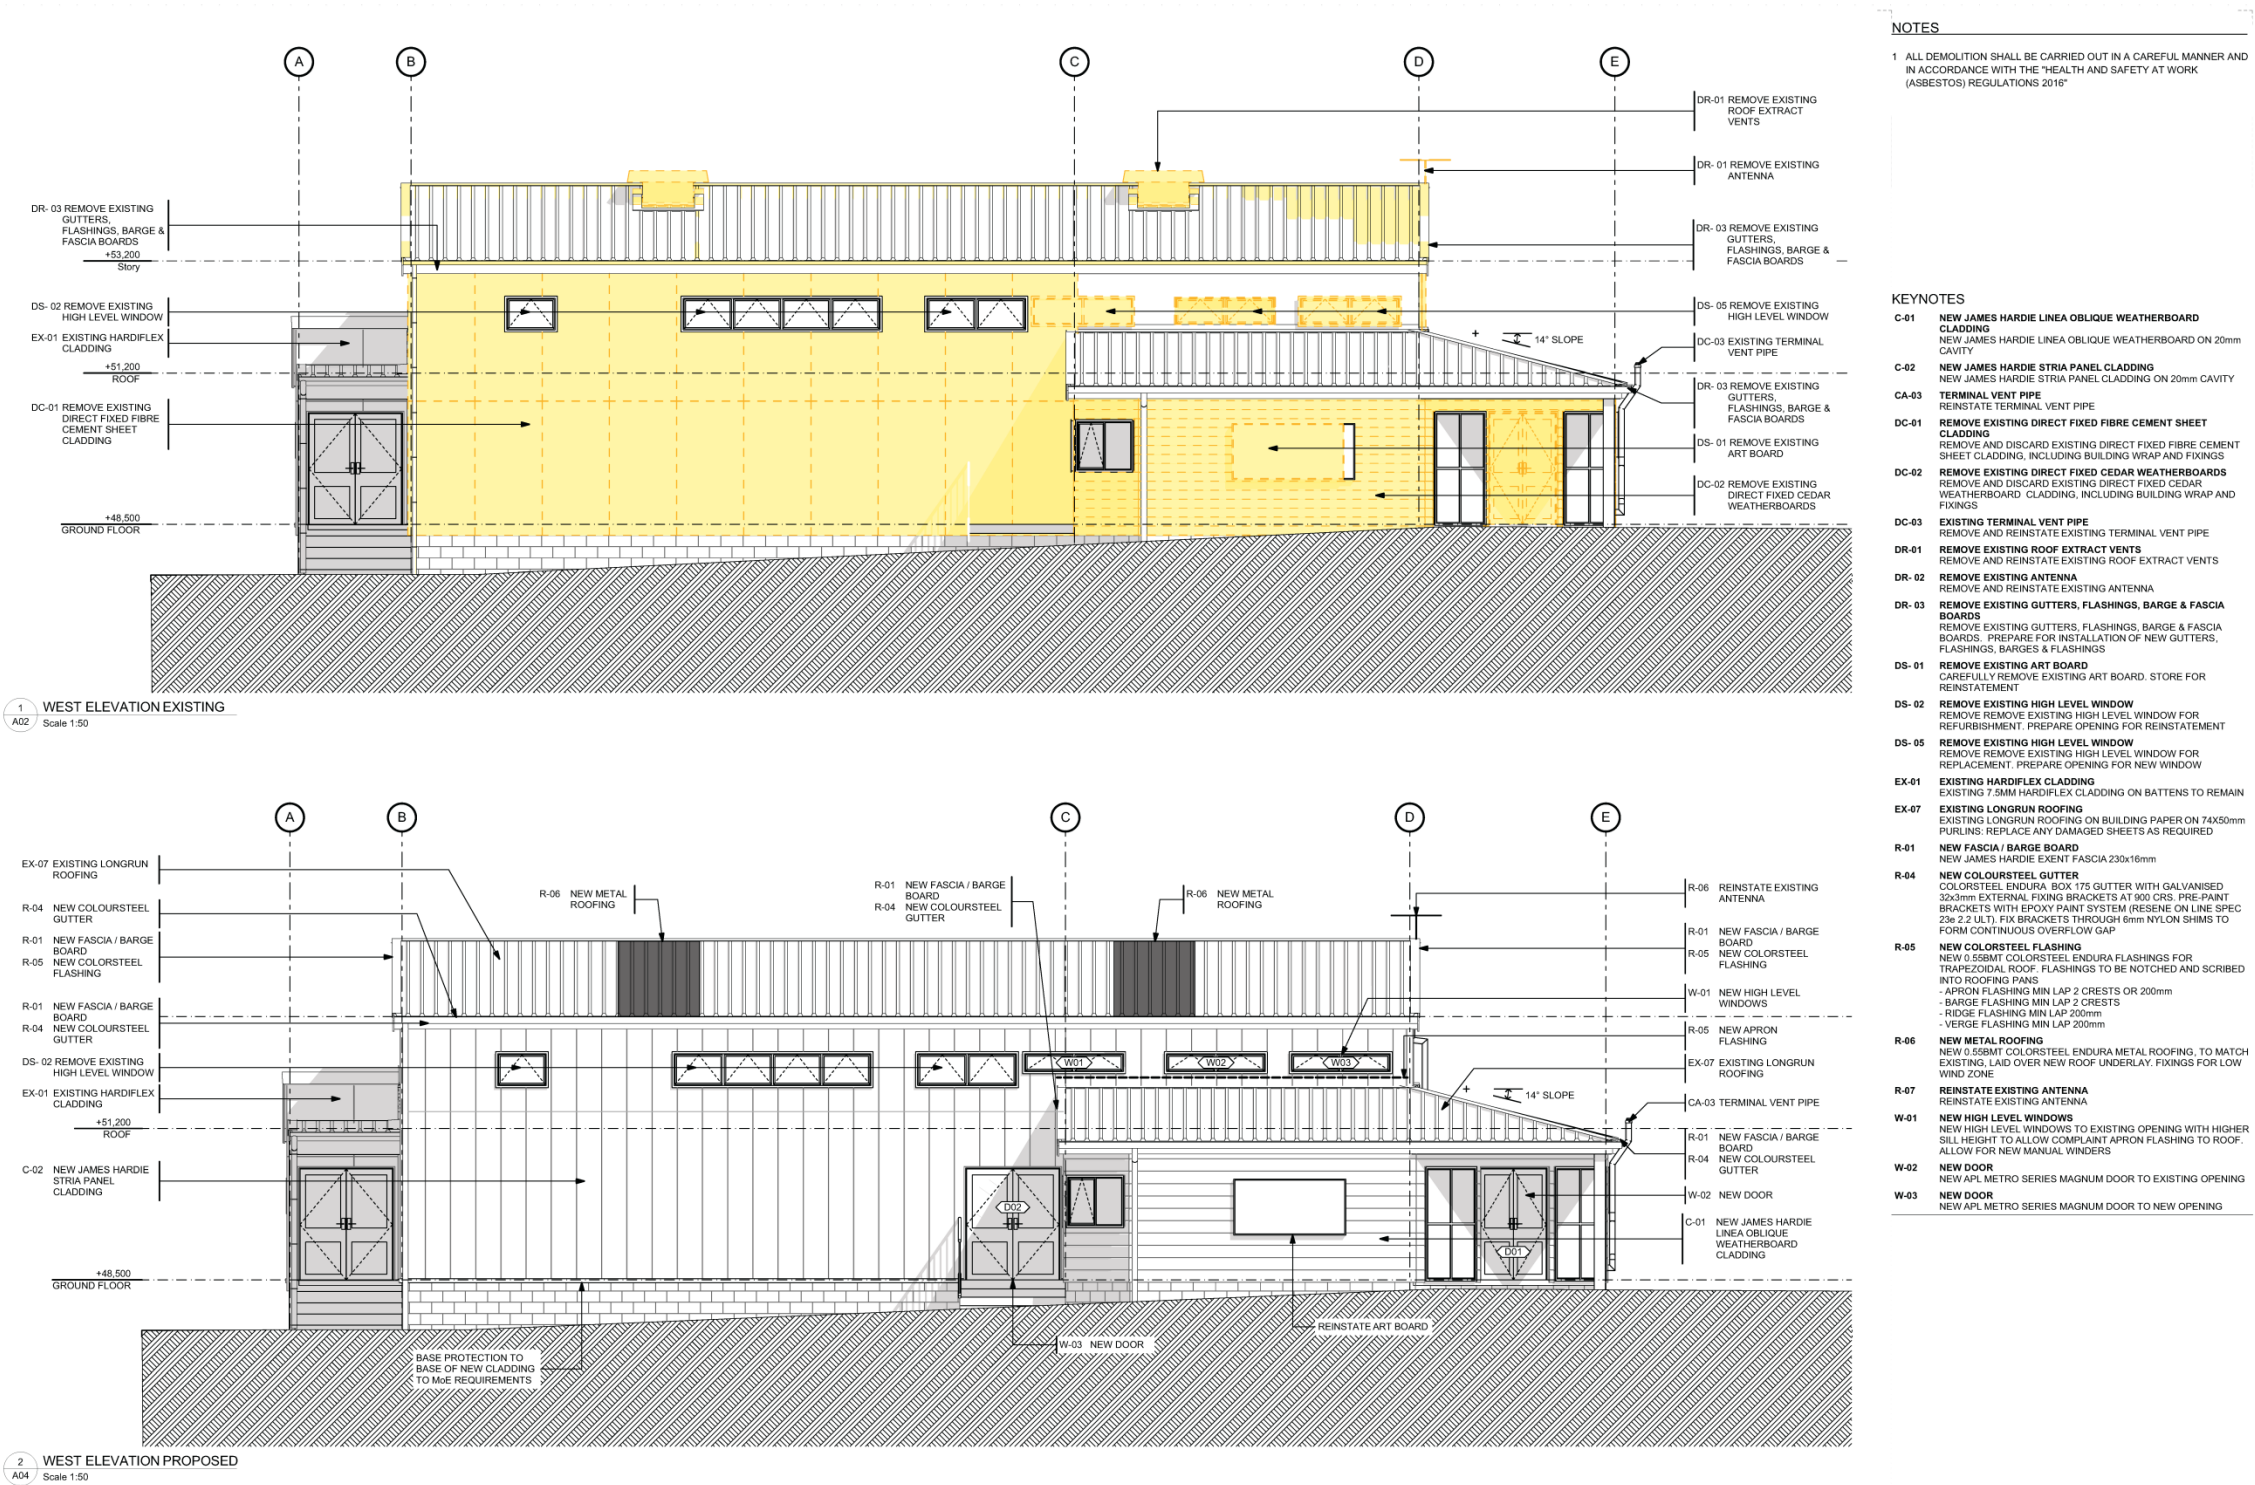 A
B
C
D
E
DR-01 REMOVE EXISTING
ROOF EXTRACT
VENTS
DR- 01 REMOVE EXISTING
ANTENNA
DR- 03 REMOVE EXISTING
GUTTERS,
FLASHINGS, BARGE &
FASCIA BOARDS
+53,200
Story
DS- 02 REMOVE EXISTING
HIGH LEVEL WINDOW
EX-01 EXISTING HARDIFLEX
CLADDING
+51,200
ROOF
DC-01 REMOVE EXISTING
DIRECT FIXED FIBRE
CEMENT SHEET
CLADDING
+48,500
GROUND FLOOR
DR- 03 REMOVE EXISTING
GUTTERS,
FLASHINGS, BARGE &
FASCIA BOARDS
DS- 05 REMOVE EXISTING
HIGH LEVEL WINDOW
14° SLOPE
DC-03 EXISTING TERMINAL
VENT PIPE
DR- 03 REMOVE EXISTING
GUTTERS,
FLASHINGS, BARGE &
FASCIA BOARDS
DS- 01 REMOVE EXISTING
ART BOARD
DC-02 REMOVE EXISTING
DIRECT FIXED CEDAR
WEATHERBOARDS
1
A02
WEST ELEVATION EXISTING
Scale 1:50
A
B
C
D
E
EX-07 EXISTING LONGRUN
ROOFING
R-04 NEW COLOURSTEEL
GUTTER
R-01 NEW FASCIA / BARGE
BOARD
R-05 NEW COLORSTEEL
FLASHING
R-01 NEW FASCIA / BARGE
BOARD
R-04 NEW COLOURSTEEL
GUTTER
DS- 02 REMOVE EXISTING
HIGH LEVEL WINDOW
EX-01 EXISTING HARDIFLEX
CLADDING
+51,200
ROOF
C-02 NEW JAMES HARDIE
STRIA PANEL
CLADDING
+48,500
GROUND FLOOR
R-06 NEW METAL
ROOFING
R-01 NEW FASCIA / BARGE
BOARD
R-04 NEW COLOURSTEEL
GUTTER
R-06 NEW METAL
ROOFING
W01
W02
W03
D02
D01
14° SLOPE
R-06 REINSTATE EXISTING
ANTENNA
R-01 NEW FASCIA / BARGE
BOARD
R-05 NEW COLORSTEEL
FLASHING
W-01 NEW HIGH LEVEL
WINDOWS
R-05 NEW APRON
FLASHING
EX-07 EXISTING LONGRUN
ROOFING
CA-03 TERMINAL VENT PIPE
R-01 NEW FASCIA / BARGE
BOARD
R-04 NEW COLOURSTEEL
GUTTER
W-02 NEW DOOR
C-01 NEW JAMES HARDIE
LINEA OBLIQUE
WEATHERBOARD
CLADDING
REINSTATE ART BOARD
W-03 NEW DOOR
BASE PROTECTION TO
BASE OF NEW CLADDING
TO MoE REQUIREMENTS
2
A04
WEST ELEVATION PROPOSED
Scale 1:50
NOTES
1 ALL DEMOLITION SHALL BE CARRIED OUT IN A CAREFUL MANNER AND
IN ACCORDANCE WITH THE "HEALTH AND SAFETY AT WORK
(ASBESTOS) REGULATIONS 2016"
KEYNOTES
C-01 NEW JAMES HARDIE LINEA OBLIQUE WEATHERBOARD
CLADDING
NEW JAMES HARDIE LINEA OBLIQUE WEATHERBOARD ON 20mm
CAVITY
C-02 NEW JAMES HARDIE STRIA PANEL CLADDING
NEW JAMES HARDIE STRIA PANEL CLADDING ON 20mm CAVITY
CA-03 TERMINAL VENT PIPE
REINSTATE TERMINAL VENT PIPE
DC-01 REMOVE EXISTING DIRECT FIXED FIBRE CEMENT SHEET
CLADDING
REMOVE AND DISCARD EXISTING DIRECT FIXED FIBRE CEMENT
SHEET CLADDING, INCLUDING BUILDING WRAP AND FIXINGS
DC-02 REMOVE EXISTING DIRECT FIXED CEDAR WEATHERBOARDS
REMOVE AND DISCARD EXISTING DIRECT FIXED CEDAR
WEATHERBOARD CLADDING, INCLUDING BUILDING WRAP AND
FIXINGS
DC-03 EXISTING TERMINAL VENT PIPE
REMOVE AND REINSTATE EXISTING TERMINAL VENT PIPE
DR-01 REMOVE EXISTING ROOF EXTRACT VENTS
REMOVE AND REINSTATE EXISTING ROOF EXTRACT VENTS
DR- 02 REMOVE EXISTING ANTENNA
REMOVE AND REINSTATE EXISTING ANTENNA
DR- 03 REMOVE EXISTING GUTTERS, FLASHINGS, BARGE & FASCIA
BOARDS
REMOVE EXISTING GUTTERS, FLASHINGS, BARGE & FASCIA
BOARDS. PREPARE FOR INSTALLATION OF NEW GUTTERS,
FLASHINGS, BARGES & FLASHINGS
DS- 01 REMOVE EXISTING ART BOARD
CAREFULLY REMOVE EXISTING ART BOARD. STORE FOR
REINSTATEMENT
DS- 02 REMOVE EXISTING HIGH LEVEL WINDOW
REMOVE REMOVE EXISTING HIGH LEVEL WINDOW FOR
REFURBISHMENT. PREPARE OPENING FOR REINSTATEMENT
DS- 05 REMOVE EXISTING HIGH LEVEL WINDOW
REMOVE REMOVE EXISTING HIGH LEVEL WINDOW FOR
REPLACEMENT. PREPARE OPENING FOR NEW WINDOW
EX-01 EXISTING HARDIFLEX CLADDING
EXISTING 7.5MM HARDIFLEX CLADDING ON BATTENS TO REMAIN
EX-07 EXISTING LONGRUN ROOFING
EXISTING LONGRUN ROOFING ON BUILDING PAPER ON 74X50mm
PURLINS: REPLACE ANY DAMAGED SHEETS AS REQUIRED
R-01 NEW FASCIA / BARGE BOARD
NEW JAMES HARDIE EXENT FASCIA 230x16mm
R-04 NEW COLOURSTEEL GUTTER
COLORSTEEL ENDURA BOX 175 GUTTER WITH GALVANISED
32x3mm EXTERNAL FIXING BRACKETS AT 900 CRS. PRE-PAINT
BRACKETS WITH EPOXY PAINT SYSTEM (RESENE ON LINE SPEC
23e 2.2 ULT). FIX BRACKETS THROUGH 6mm NYLON SHIMS TO
FORM CONTINUOUS OVERFLOW GAP
R-05 NEW COLORSTEEL FLASHING
NEW 0.55BMT COLORSTEEL ENDURA FLASHINGS FOR
TRAPEZOIDAL ROOF. FLASHINGS TO BE NOTCHED AND SCRIBED
INTO ROOFING PANS
- APRON FLASHING MIN LAP 2 CRESTS OR 200mm
- BARGE FLASHING MIN LAP 2 CRESTS
- RIDGE FLASHING MIN LAP 200mm
- VERGE FLASHING MIN LAP 200mm
R-06 NEW METAL ROOFING
NEW 0.55BMT COLORSTEEL ENDURA METAL ROOFING, TO MATCH
EXISTING, LAID OVER NEW ROOF UNDERLAY. FIXINGS FOR LOW
WIND ZONE
R-07 REINSTATE EXISTING ANTENNA
REINSTATE EXISTING ANTENNA
W-01 NEW HIGH LEVEL WINDOWS
NEW HIGH LEVEL WINDOWS TO EXISTING OPENING WITH HIGHER
SILL HEIGHT TO ALLOW COMPLAINT APRON FLASHING TO ROOF.
ALLOW FOR NEW MANUAL WINDERS
W-02 NEW DOOR
NEW APL METRO SERIES MAGNUM DOOR TO EXISTING OPENING
W-03 NEW DOOR
NEW APL METRO SERIES MAGNUM DOOR TO NEW OPENING